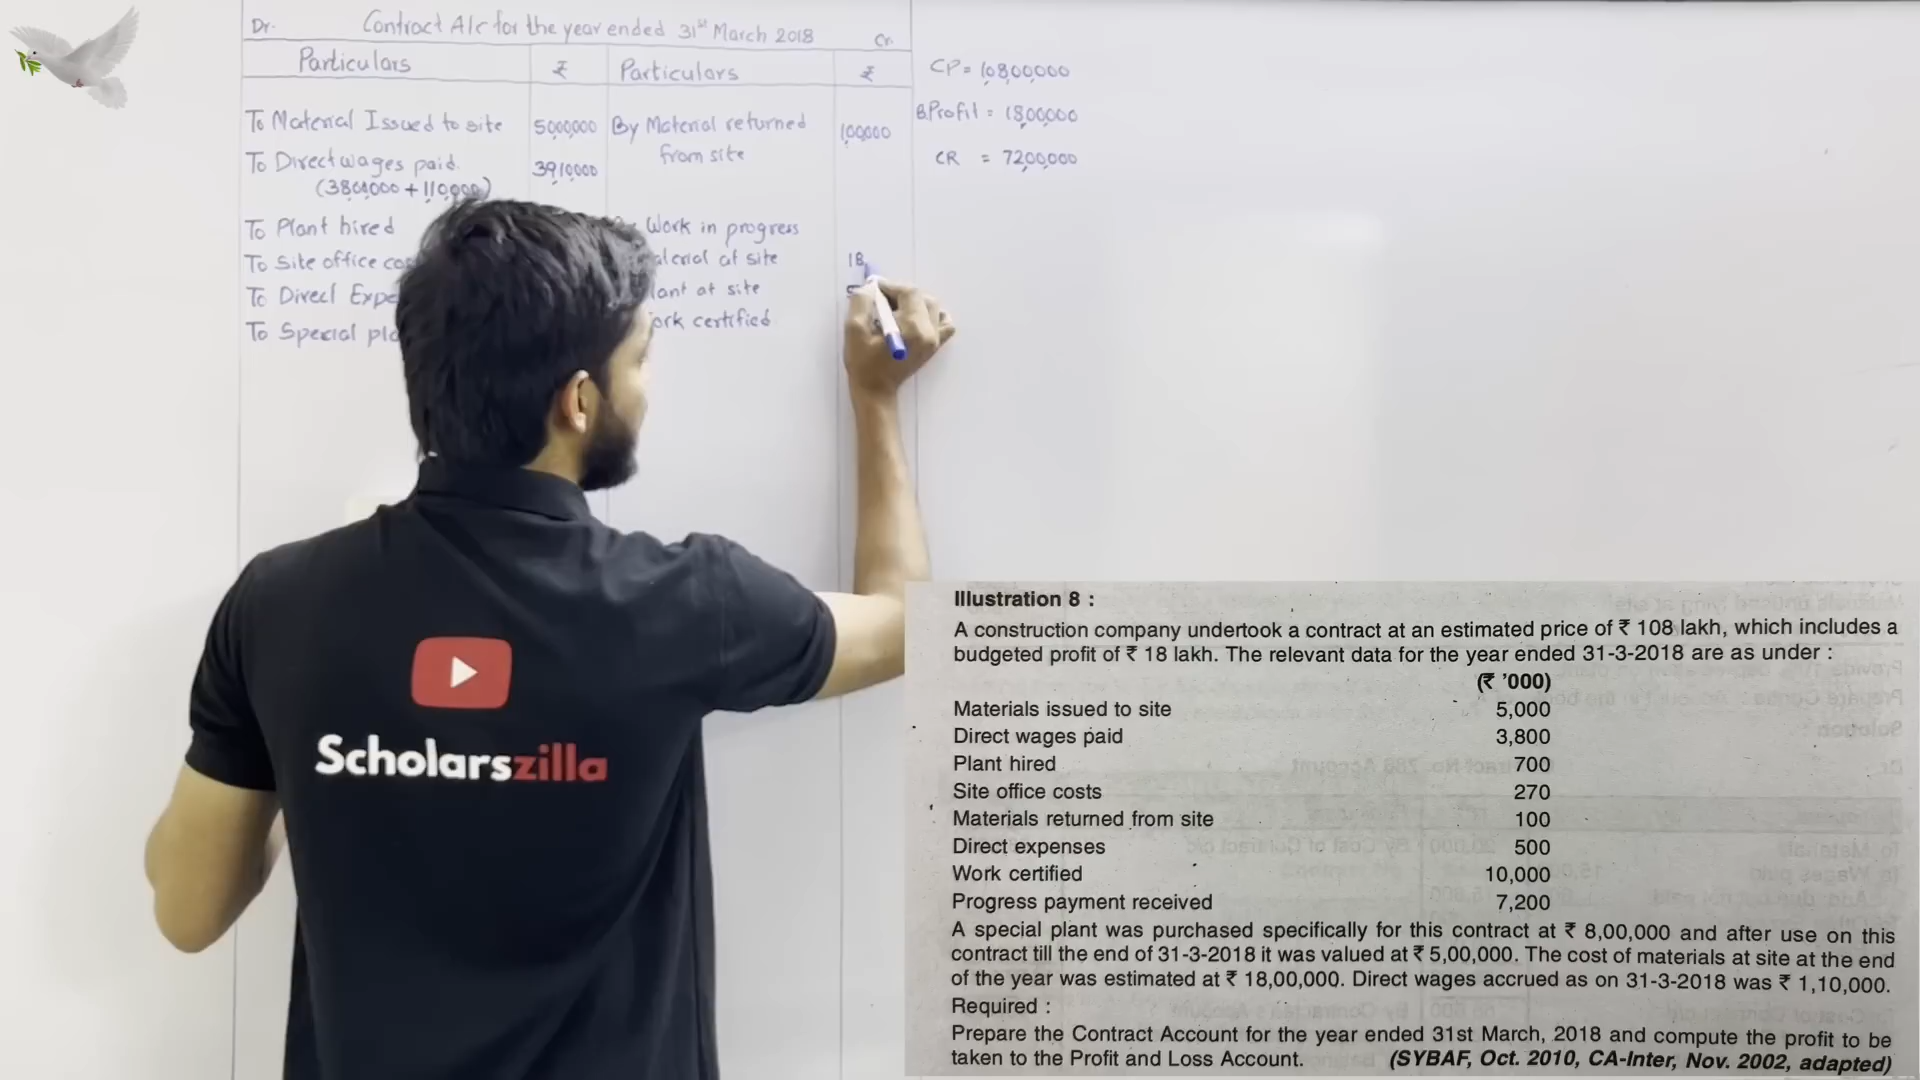 Dr. Contract A/c for the year ended 31st March 2018 Cr.
Particulars ₹ Particulars ₹
To Material Issued to site 5000000 By Material returned 1,00,000
from site
To Direct wages paid. 3910000
(3800000 + 110000)
To Plant hired Work in progress
To Site office Material at site 18
To Direct Plant at site 5
To Special Work certified
CP = 10800000
B.Profit = 1800000
CR = 7200000
Scholarszilla
Illustration 8 :
A construction company undertook a contract at an estimated price of ₹ 108 lakh, which includes a
budgeted profit of ₹ 18 lakh. The relevant data for the year ended 31-3-2018 are as under :
(₹ '000)
Materials issued to site 5,000
Direct wages paid 3,800
Plant hired 700
Site office costs 270
Materials returned from site 100
Direct expenses 500
Work certified 10,000
Progress payment received 7,200
A special plant was purchased specifically for this contract at ₹ 8,00,000 and after use on this
contract till the end of 31-3-2018 it was valued at ₹ 5,00,000. The cost of materials at site at the end
of the year was estimated at ₹ 18,00,000. Direct wages accrued as on 31-3-2018 was ₹ 1,10,000.
Required :
Prepare the Contract Account for the year ended 31st March, 2018 and compute the profit to be
taken to the Profit and Loss Account. (SYBAF, Oct. 2010, CA-Inter, Nov. 2002, adapted)